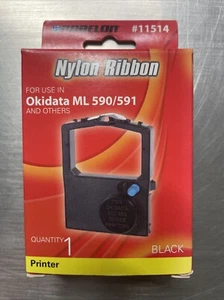 #11514
Nylon Ribbon
FOR USE IN
Okidata ML 590/591
AND OTHERS
QUANTITY 1
BLACK
Printer